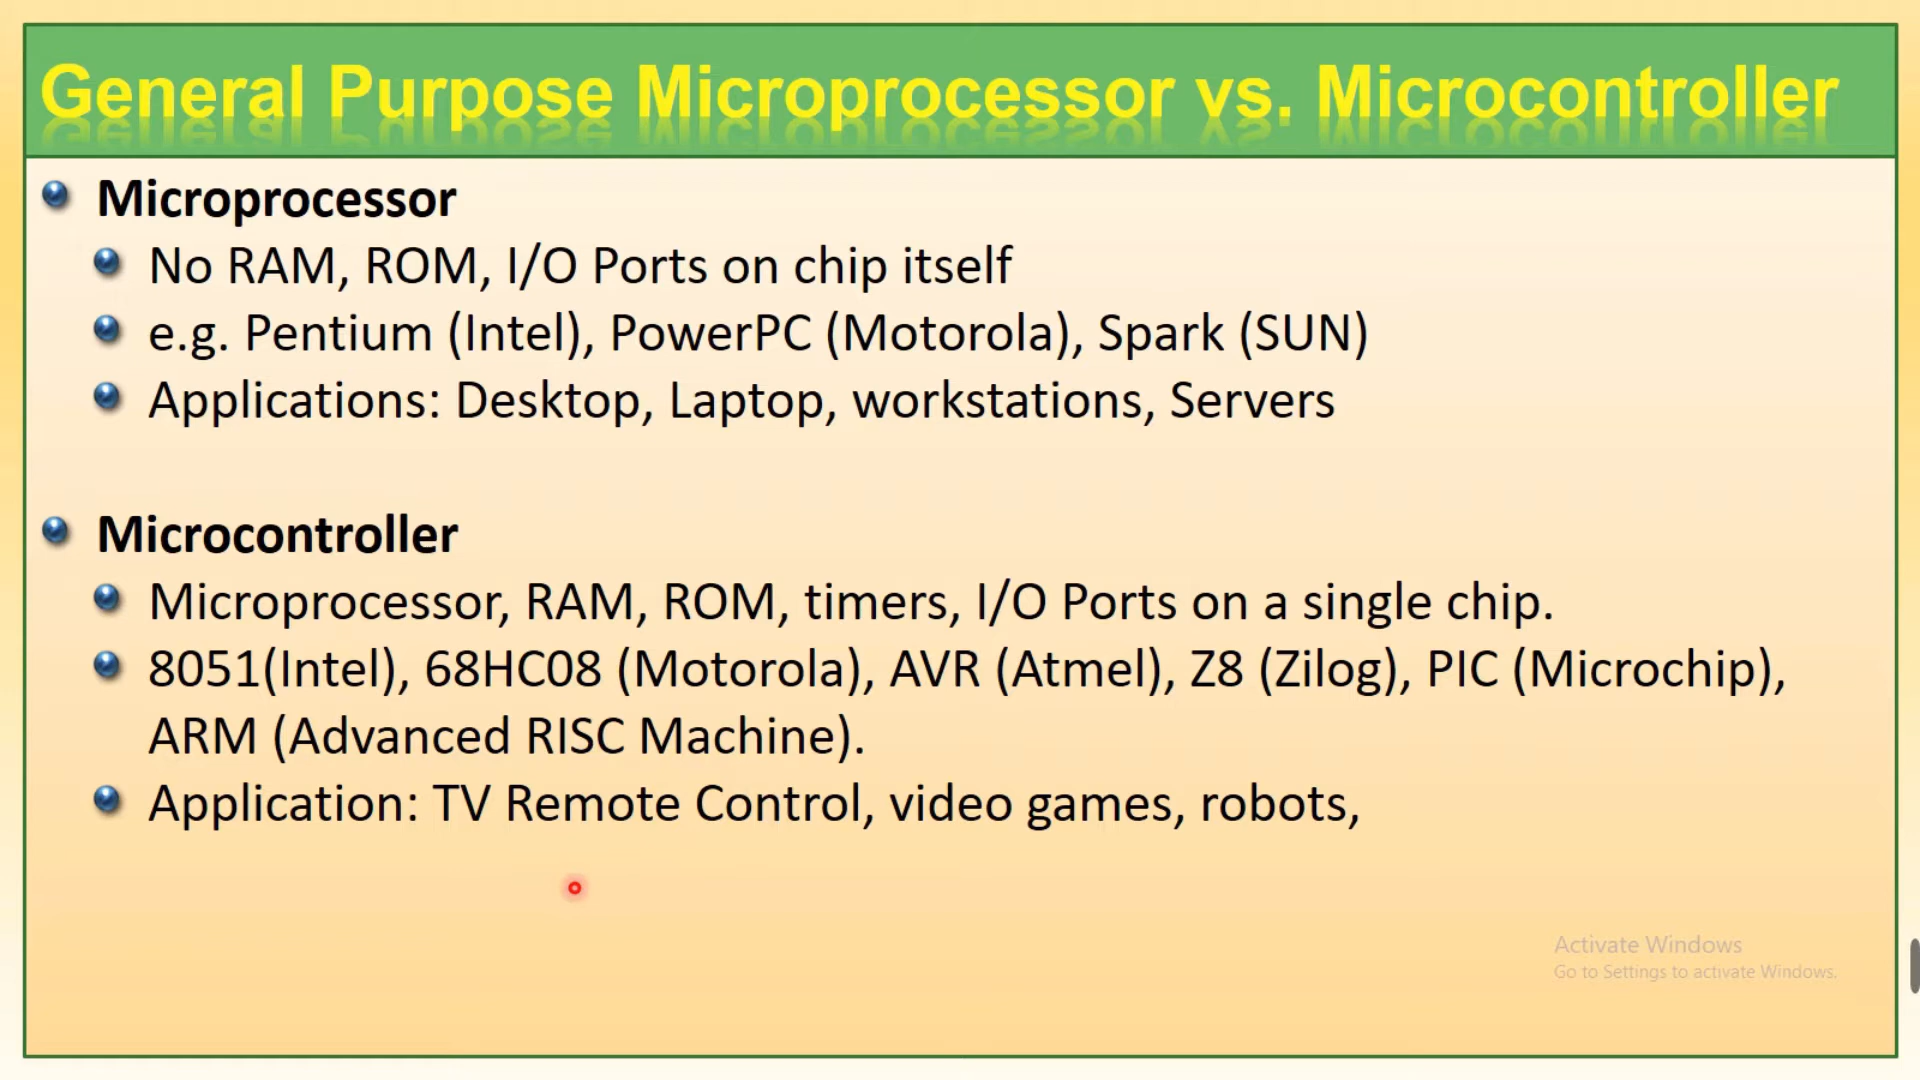 General Purpose Microprocessor vs. Microcontroller
Microprocessor
No RAM, ROM, I/O Ports on chip itself
e.g. Pentium (Intel), PowerPC (Motorola), Spark (SUN)
Applications: Desktop, Laptop, workstations, Servers
Microcontroller
Microprocessor, RAM, ROM, timers, I/O Ports on a single chip.
8051(Intel), 68HC08 (Motorola), AVR (Atmel), Z8 (Zilog), PIC (Microchip),
ARM (Advanced RISC Machine).
Application: TV Remote Control, video games, robots,
Activate Windows
Go to Settings to activate Windows.